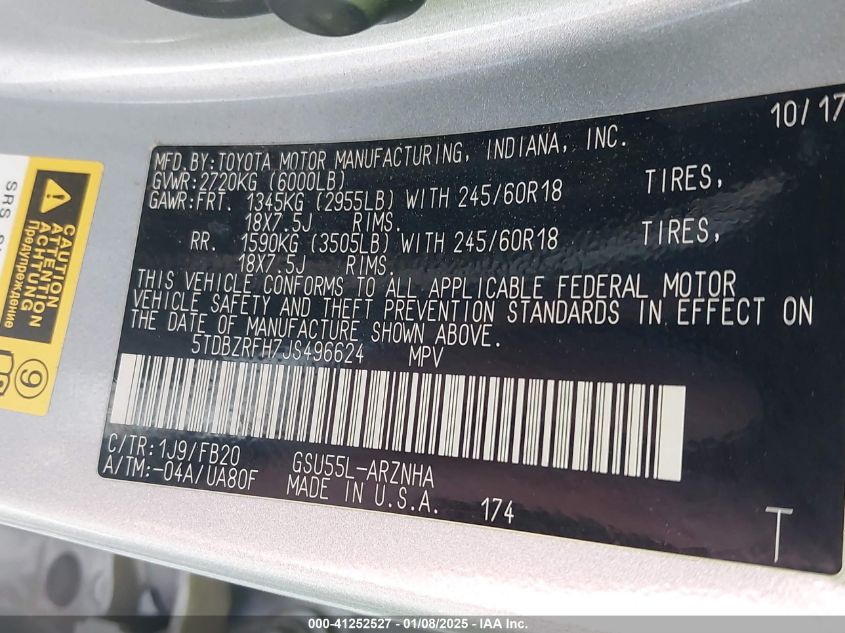 10/17
MFD.BY:TOYOTA MOTOR MANUFACTURING, INDIANA, INC.
GVWR:2720KG (6000LB)
GAWR:FRT. 1345KG (2955LB) WITH 245/60R18 TIRES,
18X7.5J RIMS.
RR. 1590KG (3505LB) WITH 245/60R18 TIRES,
18X7.5J RIMS.
THIS VEHICLE CONFORMS TO ALL APPLICABLE FEDERAL MOTOR
VEHICLE SAFETY AND THEFT PREVENTION STANDARDS IN EFFECT ON
THE DATE OF MANUFACTURE SHOWN ABOVE.
5TDBZRFH7JS496624 MPV
C/TR:1J9/FB20 GSU55L-ARZNHA
A/TM:-04A/UA80F MADE IN U.S.A. 174
T
SRS
CAUTION
ATTENTION
ACHTUNG
Предупреждение
9
000-41252527 - 01/08/2025 - IAA Inc.